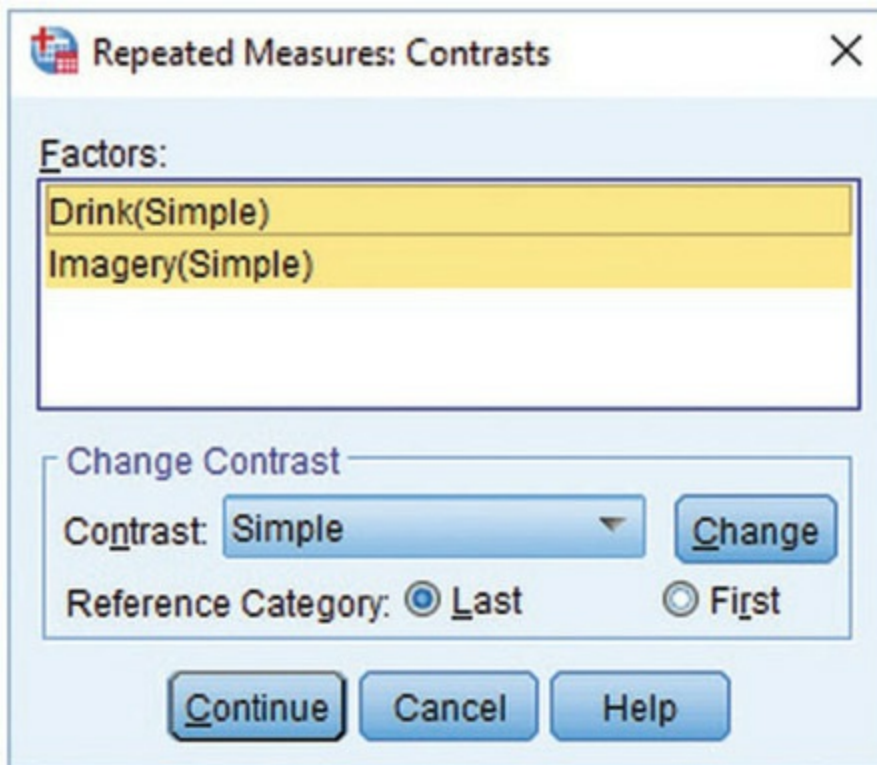 Repeated Measures: Contrasts
Factors:
Drink(Simple)
Imagery(Simple)
Change Contrast
Contrast: Simple Change
Reference Category: Last First
Continue Cancel Help